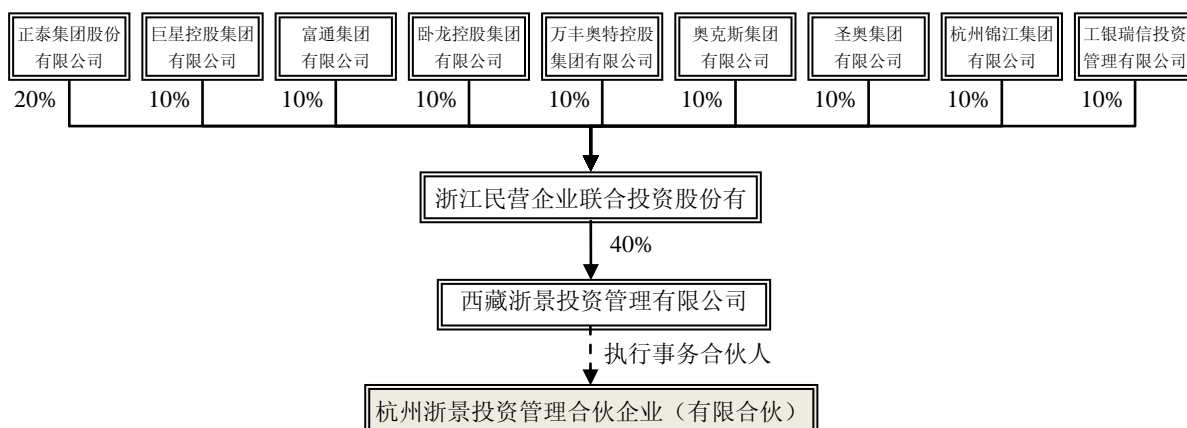 正泰集团股份
有限公司
巨星控股集团
有限公司
富通集团
有限公司
卧龙控股集团
有限公司
万丰奥特控股
集团有限公司
奥克斯集团
有限公司
圣奥集团
有限公司
杭州锦江集团
有限公司
工银瑞信投资
管理有限公司
20%
10%
10%
10%
10%
10%
10%
10%
10%
浙江民营企业联合投资股份有
40%
西藏浙景投资管理有限公司
执行事务合伙人
杭州浙景投资管理合伙企业（有限合伙）